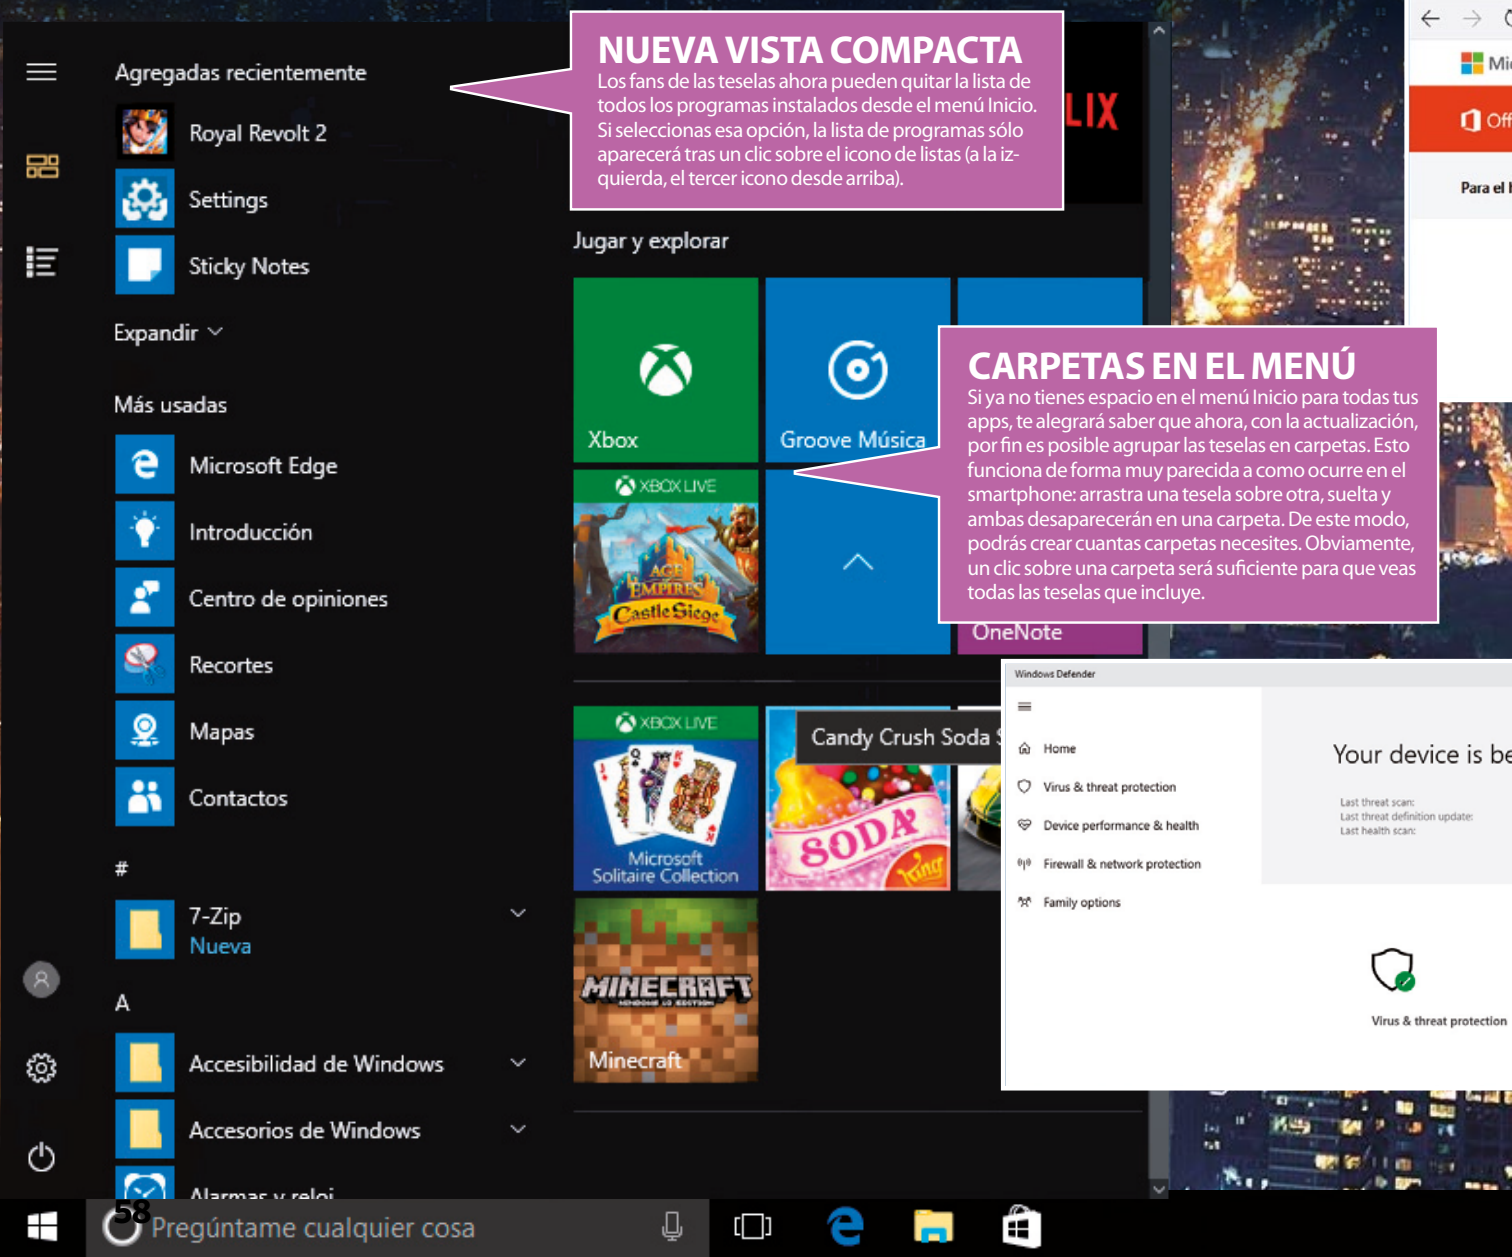 Agregadas recientemente
Royal Revolt 2
Settings
Sticky Notes
Expandir
Más usadas
Microsoft Edge
Introducción
Centro de opiniones
Recortes
Mapas
Contactos
#
7-Zip
Nueva
A
Accesibilidad de Windows
Accesorios de Windows
Alarmas y reloj
58
Pregúntame cualquier cosa
NUEVA VISTA COMPACTA
Los fans de las teselas ahora pueden quitar la lista de
todos los programas instalados desde el menú Inicio.
Si seleccionas esa opción, la lista de programas sólo
aparecerá tras un clic sobre el icono de listas (a la iz-
quierda, el tercer icono desde arriba).
LIX
Jugar y explorar
Xbox
Groove Música
CARPETAS EN EL MENÚ
Si ya no tienes espacio en el menú Inicio para todas tus
apps, te alegrará saber que ahora, con la actualización,
por fin es posible agrupar las teselas en carpetas. Esto
funciona de forma muy parecida a como ocurre en el
smartphone: arrastra una tesela sobre otra, suelta y
ambas desaparecerán en una carpeta. De este modo,
podrás crear cuantas carpetas necesites. Obviamente,
un clic sobre una carpeta será suficiente para que veas
todas las teselas que incluye.
XBOX LIVE
AGE OF
EMPIRES
Castle Siege
OneNote
XBOX LIVE
Microsoft
Solitaire Collection
Candy Crush Soda S
SODA
King
MINECRAFT
WINDOWS 10 EDITION
Minecraft
Mic
Off
Para el
Windows Defender
Home
Virus & threat protection
Device performance & health
Firewall & network protection
Family options
Your device is be
Last threat scan:
Last threat definition update:
Last health scan:
Virus & threat protection